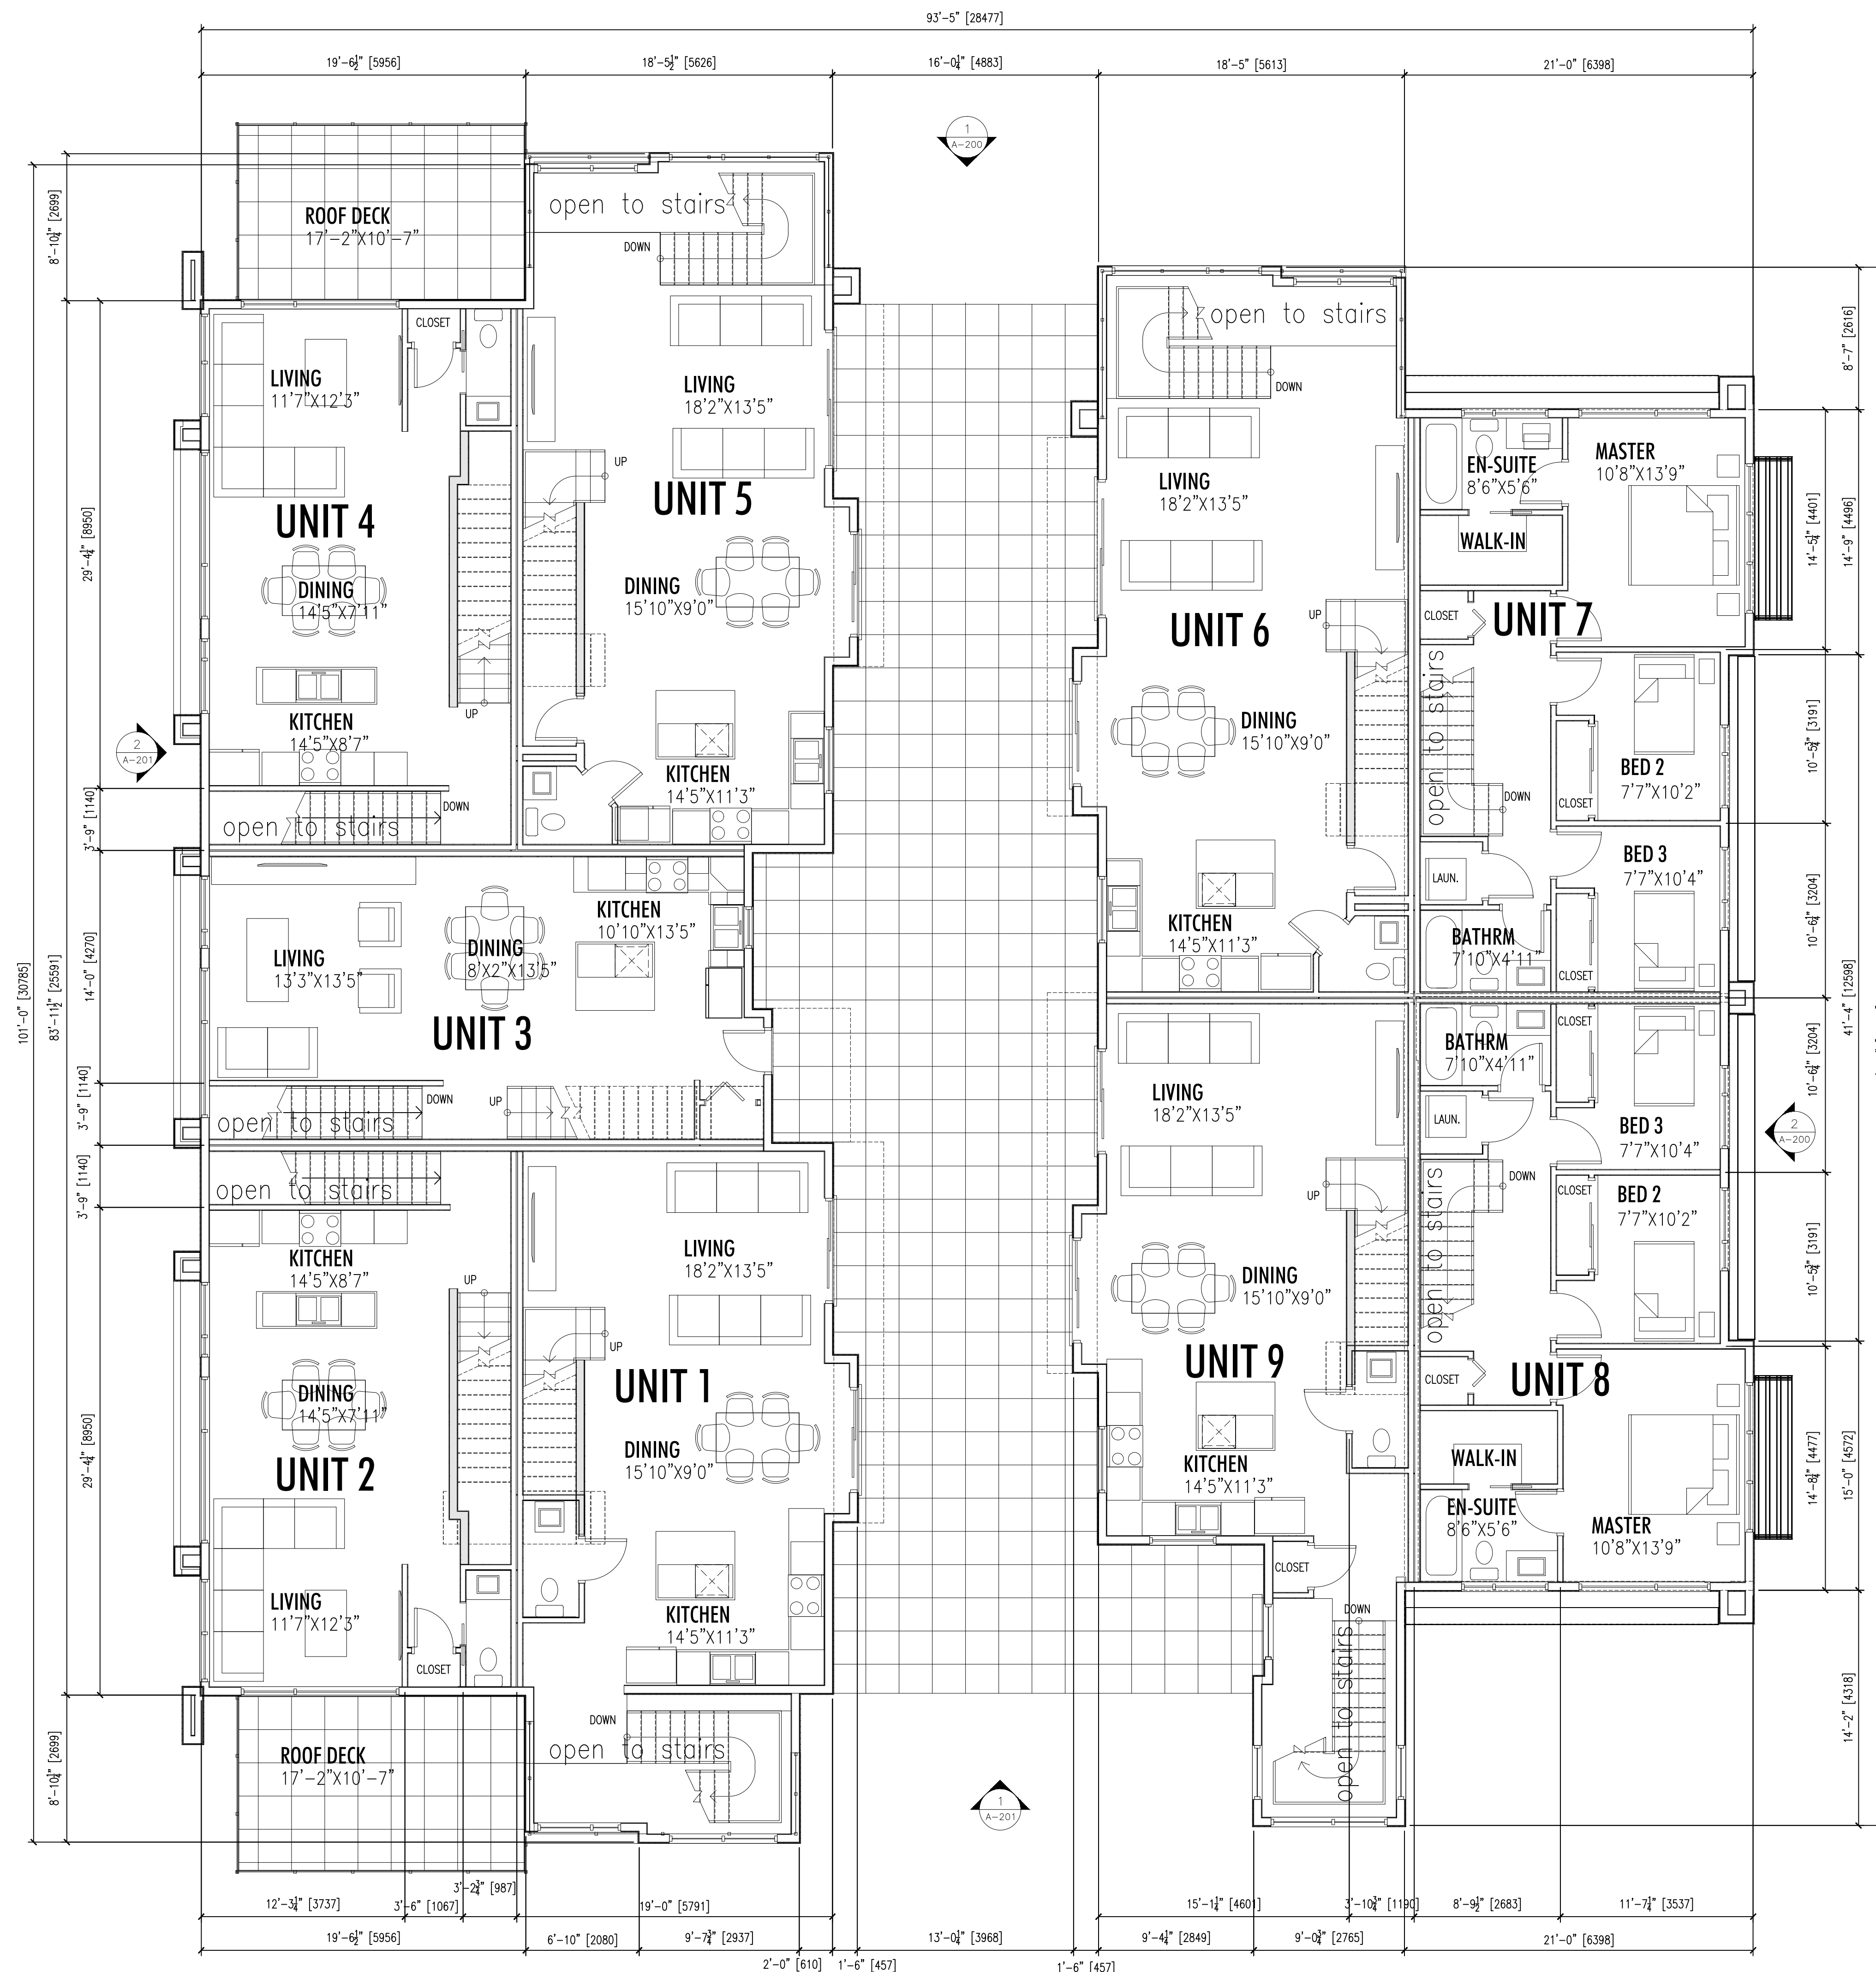 93'-5" [28477]
19'-6½" [5956]
18'-5½" [5626]
16'-0¼" [4883]
18'-5" [5613]
21'-0" [6398]
1
A-200
8'-10¼" [2699]
ROOF DECK
17'-2"X10'-7"
open to stairs
DOWN
open to stairs
DOWN
8'-7" [2616]
CLOSET
LIVING
11'7"X12'3"
LIVING
18'2"X13'5"
UP
UNIT 4
UNIT 5
LIVING
18'2"X13'5"
EN-SUITE
8'6"X5'6"
MASTER
10'8"X13'9"
WALK-IN
14'-5¼" [4401]
14'-9" [4496]
29'-4¼" [8950]
DINING
14'5"X7'11"
DINING
15'10"X9'0"
UNIT 6
UP
CLOSET
UNIT 7
open to stairs
UP
KITCHEN
14'5"X8'7"
2
A-201
DINING
15'10"X9'0"
BED 2
7'7"X10'2"
10'-5¾" [3191]
KITCHEN
14'5"X11'3"
DOWN
open to stairs
3'-9" [1140]
DOWN
CLOSET
BED 3
7'7"X10'4"
LAUN.
10'-6¼" [3204]
KITCHEN
10'10"X13'5"
KITCHEN
14'5"X11'3"
BATHRM
7'10"X4'11"
CLOSET
LIVING
13'3"X13'5"
DINING
8'X2"X13'5"
UNIT 3
101'-0" [30785]
83'-11½" [25591]
14'-0" [4270]
41'-4" [12598]
CLOSET
BATHRM
7'10"X4'11"
10'-6¼" [3204]
DOWN
UP
open to stairs
3'-9" [1140]
LIVING
18'2"X13'5"
LAUN.
BED 3
7'7"X10'4"
2
A-200
open to stairs
3'-9" [1140]
UP
DOWN
open to stairs
CLOSET
BED 2
7'7"X10'2"
10'-5¾" [3191]
KITCHEN
14'5"X8'7"
UP
LIVING
18'2"X13'5"
DINING
15'10"X9'0"
UP
UNIT 1
UNIT 9
CLOSET
UNIT 8
DINING
14'5"X7'11"
29'-4¼" [8950]
UNIT 2
DINING
15'10"X9'0"
KITCHEN
14'5"X11'3"
WALK-IN
EN-SUITE
8'6"X5'6"
MASTER
10'8"X13'9"
14'-8¼" [4477]
15'-0" [4572]
LIVING
11'7"X12'3"
KITCHEN
14'5"X11'3"
CLOSET
CLOSET
DOWN
open to stairs
14'-2" [4318]
8'-10¼" [2699]
ROOF DECK
17'-2"X10'-7"
DOWN
open to stairs
1
A-201
12'-3¼" [3737]
3'-6" [1067]
3'-2¾" [987]
19'-0" [5791]
15'-1¼" [4601]
3'-10¾" [1190]
8'-9½" [2683]
11'-7¼" [3537]
19'-6½" [5956]
6'-10" [2080]
9'-7¾" [2937]
2'-0" [610]
1'-6" [457]
13'-0¼" [3968]
1'-6" [457]
9'-4¼" [2849]
9'-0¾" [2765]
21'-0" [6398]